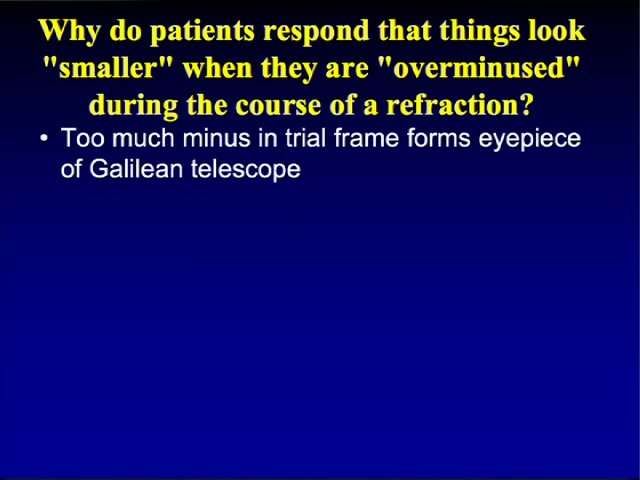 Why do patients respond that things look
"smaller" when they are "overminused"
during the course of a refraction?
• Too much minus in trial frame forms eyepiece
of Galilean telescope